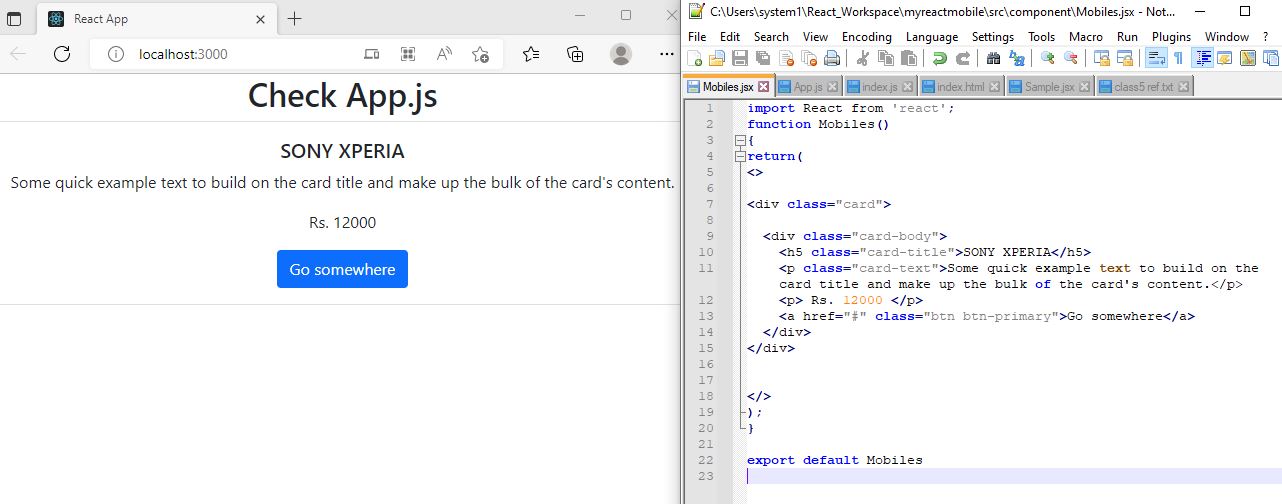 React App
localhost:3000
Check App.js
SONY XPERIA
Some quick example text to build on the card title and make up the bulk of the card's content.
Rs. 12000
Go somewhere
C:\Users\system1\React_Workspace\myreactmobile\src\component\Mobiles.jsx - Not...
File Edit Search View Encoding Language Settings Tools Macro Run Plugins Window ?
Mobiles.jsx App.js index.js index.html Sample.jsx class5 ref.txt
1 import React from 'react';
2 function Mobiles()
3 {
4 return(
5 <>
6
7 <div class="card">
8
9 <div class="card-body">
10 <h5 class="card-title">SONY XPERIA</h5>
11 <p class="card-text">Some quick example text to build on the
card title and make up the bulk of the card's content.</p>
12 <p> Rs. 12000 </p>
13 <a href="#" class="btn btn-primary">Go somewhere</a>
14 </div>
15 </div>
16
17
18 </>
19 );
20 }
21
22 export default Mobiles
23